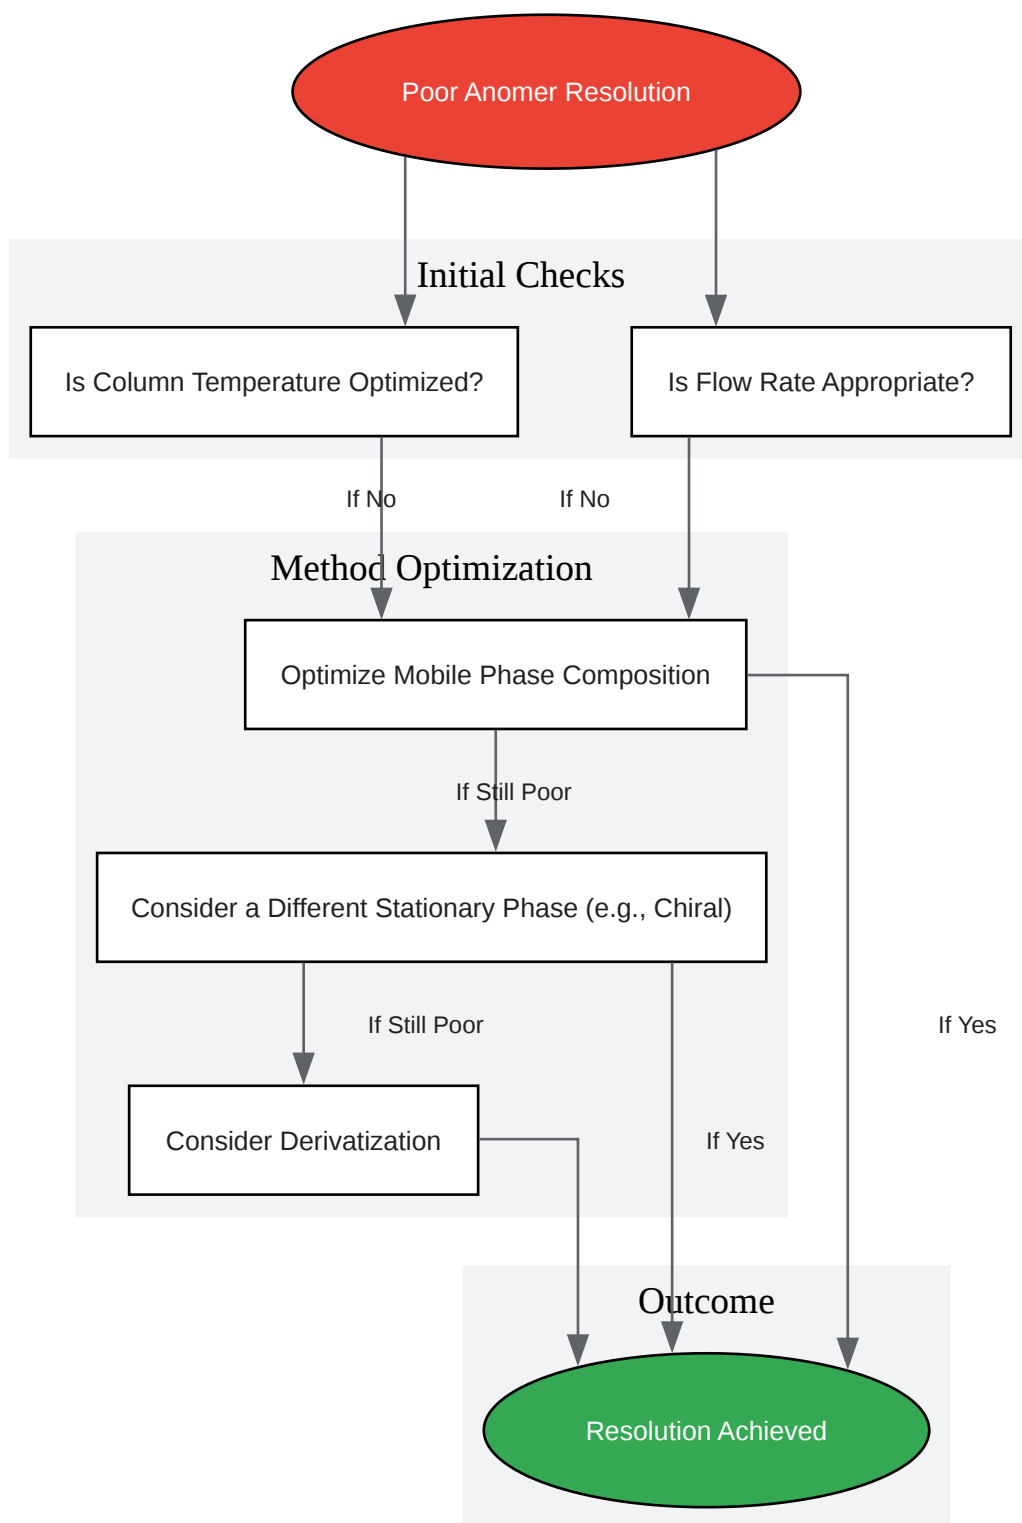 Poor Anomer Resolution
Initial Checks
Is Column Temperature Optimized?
Is Flow Rate Appropriate?
If No
If No
Method Optimization
Optimize Mobile Phase Composition
If Still Poor
Consider a Different Stationary Phase (e.g., Chiral)
If Still Poor
If Yes
Consider Derivatization
If Yes
Outcome
Resolution Achieved